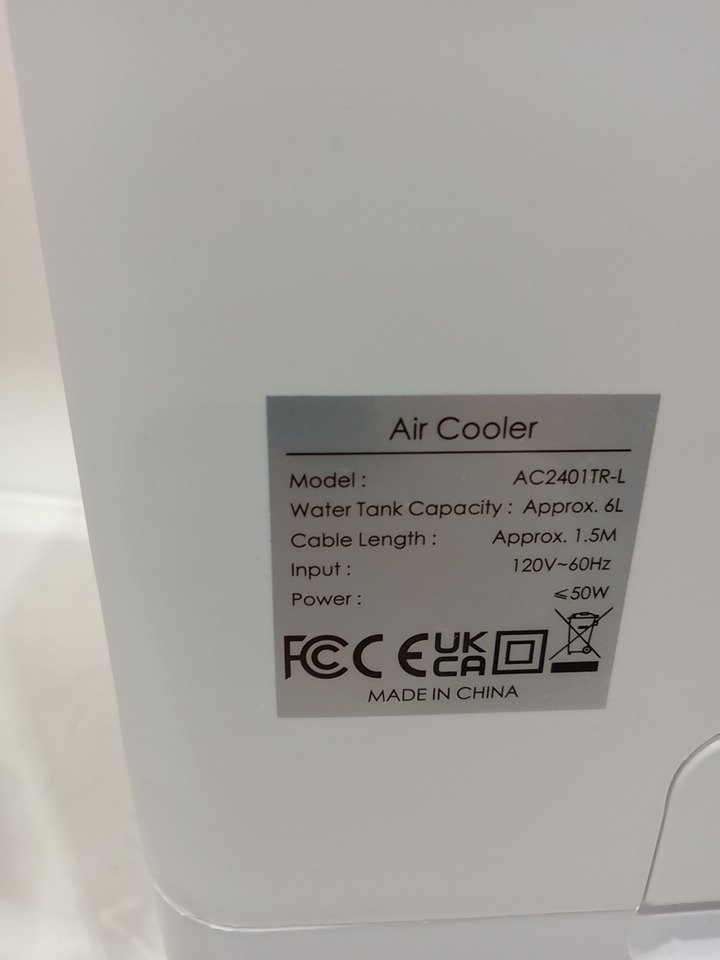 Air Cooler
Model : AC2401TR-L
Water Tank Capacity : Approx. 6L
Cable Length : Approx. 1.5M
Input : 120V~60Hz
Power : ⩽50W
FCC CE UK CA
MADE IN CHINA